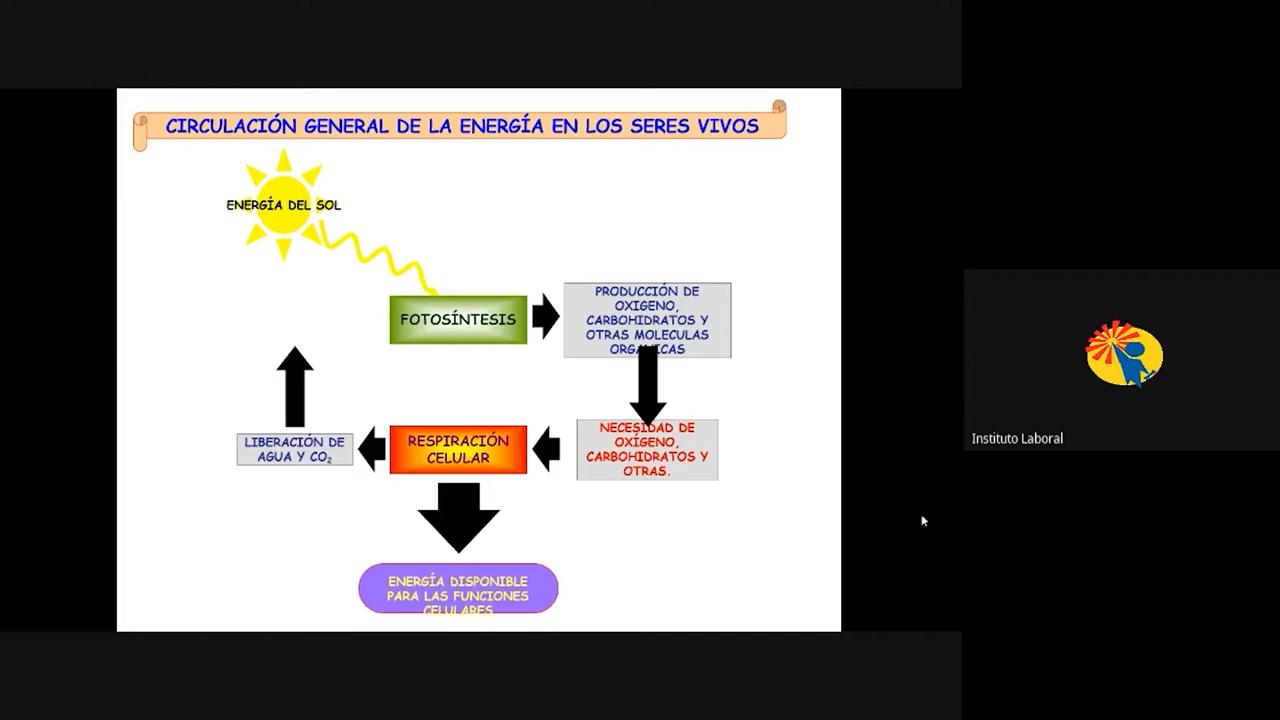 CIRCULACIÓN GENERAL DE LA ENERGÍA EN LOS SERES VIVOS
ENERGÍA DEL SOL
FOTOSÍNTESIS
PRODUCCIÓN DE
OXIGENO,
CARBOHIDRATOS Y
OTRAS MOLECULAS
ORGANICAS
LIBERACIÓN DE
AGUA Y CO₂
RESPIRACIÓN
CELULAR
NECESIDAD DE
OXÍGENO,
CARBOHIDRATOS Y
OTRAS.
ENERGÍA DISPONIBLE
PARA LAS FUNCIONES
CELULARES
Instituto Laboral